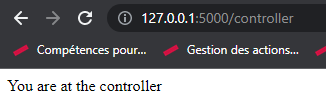 127.0.0.1:5000/controller
Compétences pour... Gestion des actions...
You are at the controller